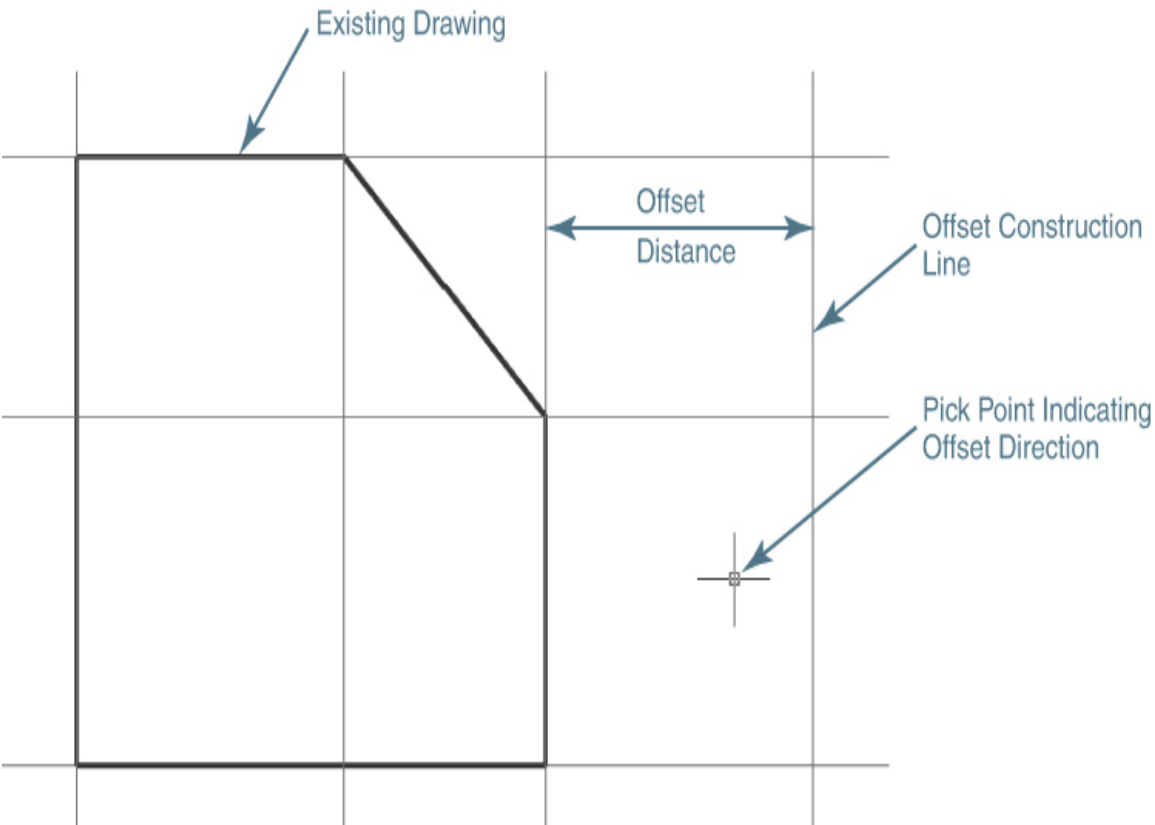 Existing Drawing
Offset
Distance
Offset Construction
Line
Pick Point Indicating
Offset Direction